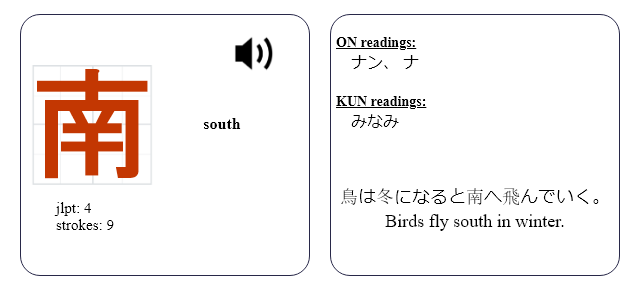 南
south
jlpt: 4
strokes: 9
ON readings:
ナン、 ナ
KUN readings:
みなみ
鳥は冬になると南へ飛んでいく。
Birds fly south in winter.